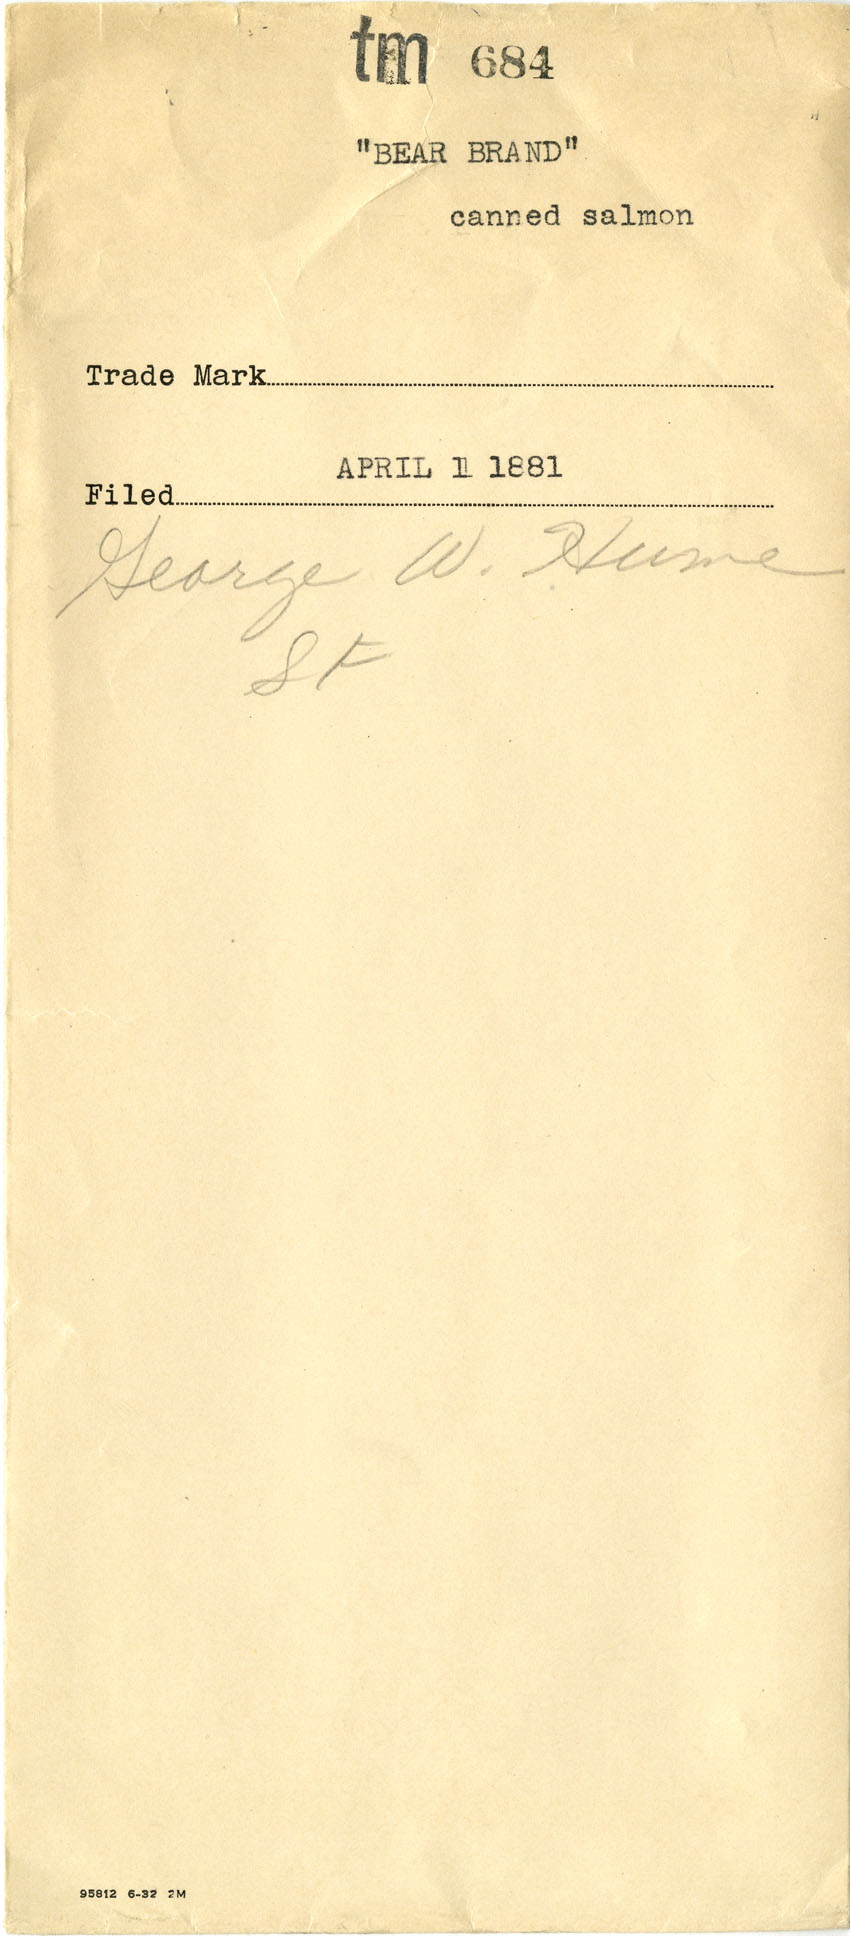 tm 684
"BEAR BRAND"
canned salmon
Trade Mark
APRIL 1 1881
Filed
George W. Hume
SF
95812 6-32 2M